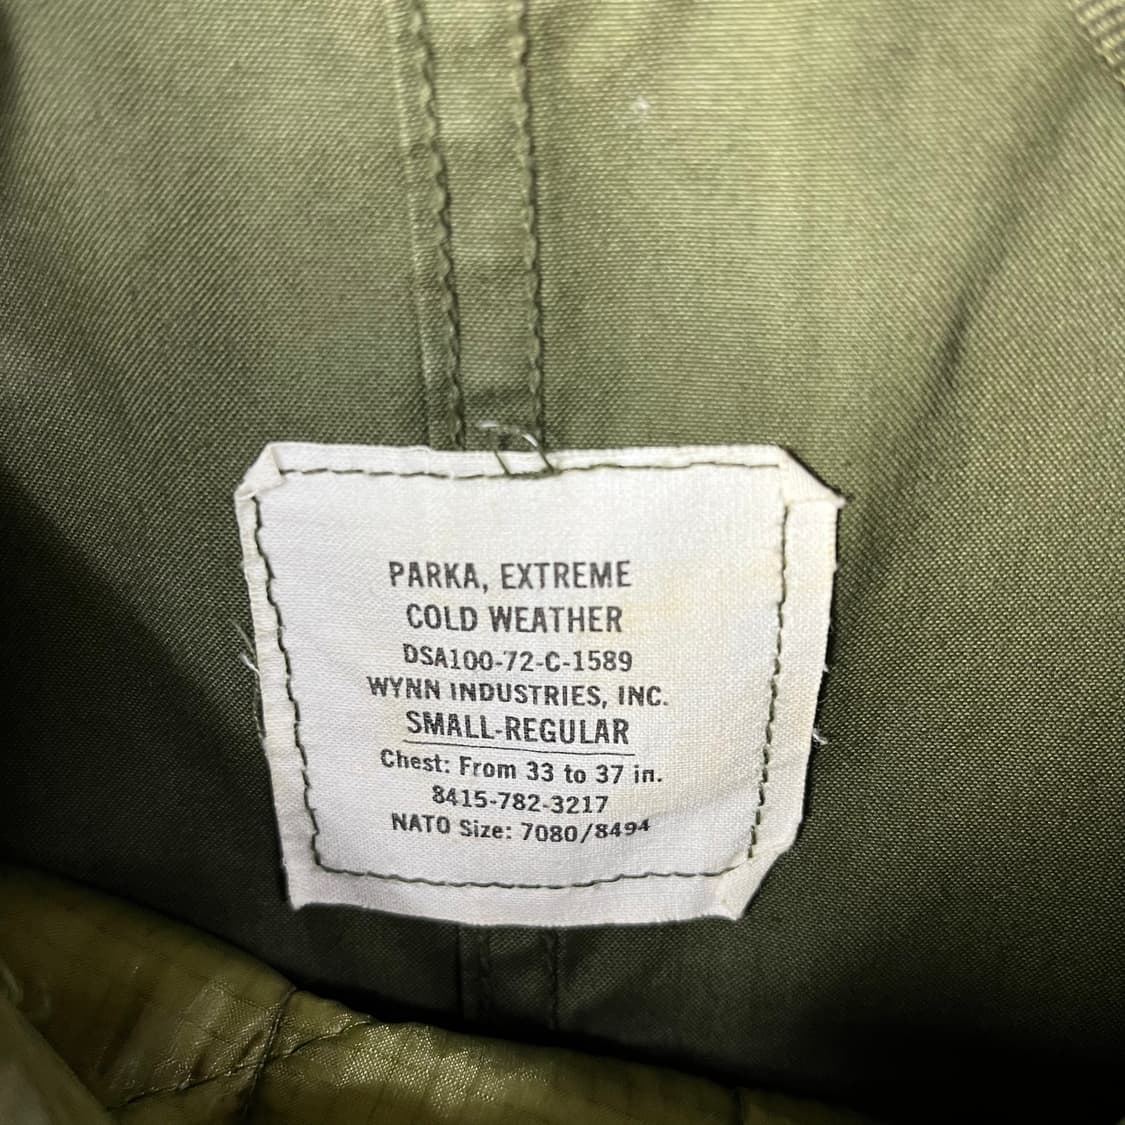 PARKA, EXTREME
COLD WEATHER
DSA100-72-C-1589
WYNN INDUSTRIES, INC.
SMALL-REGULAR
Chest: From 33 to 37 in.
8415-782-3217
NATO Size: 7080/8494